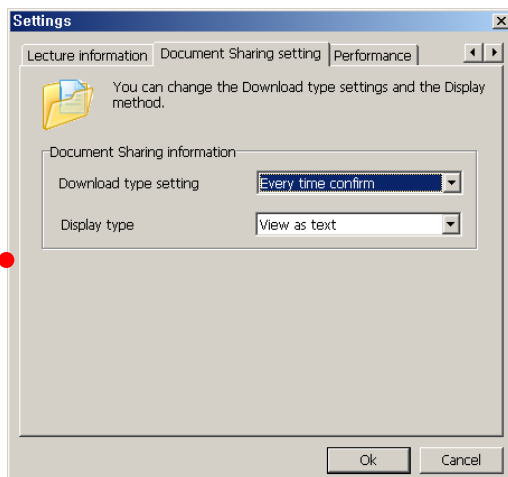 Settings
Lecture information Document Sharing setting Performance
You can change the Download type settings and the Display
method.
Document Sharing information
Download type setting Every time confirm
Display type View as text
Ok Cancel